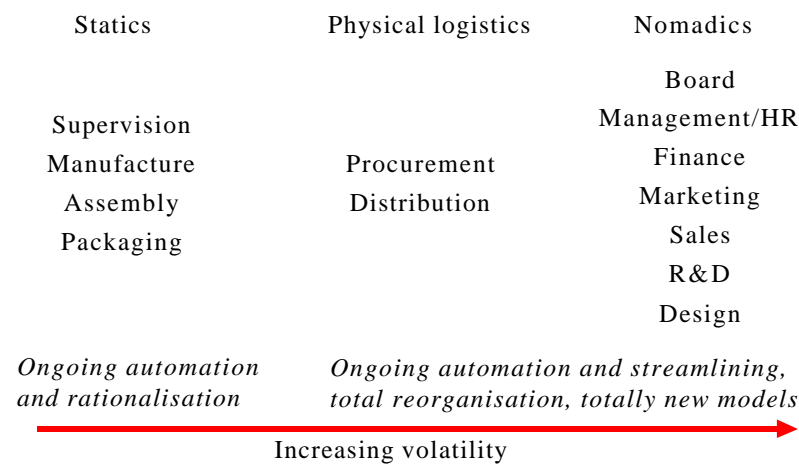 Statics
Physical logistics
Nomadics
Supervision
Manufacture
Assembly
Packaging
Procurement
Distribution
Board
Management/HR
Finance
Marketing
Sales
R&D
Design
Ongoing automation
and rationalisation
Ongoing automation and streamlining,
total reorganisation, totally new models
Increasing volatility